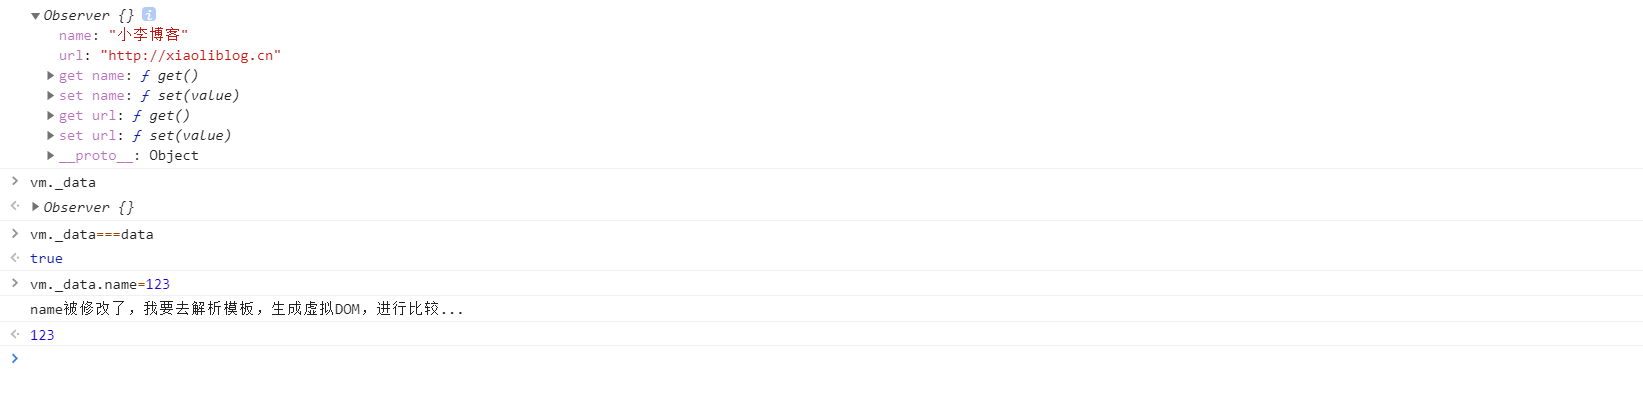 ▼Observer {} i
name: "小李博客"
url: "http://xiaoliblog.cn"
▶get name: ƒ get()
▶set name: ƒ set(value)
▶get url: ƒ get()
▶set url: ƒ set(value)
▶__proto__: Object
> vm._data
<· ▶Observer {}
> vm._data===data
<· true
> vm._data.name=123
name被修改了，我要去解析模板，生成虚拟DOM，进行比较...
<· 123
>